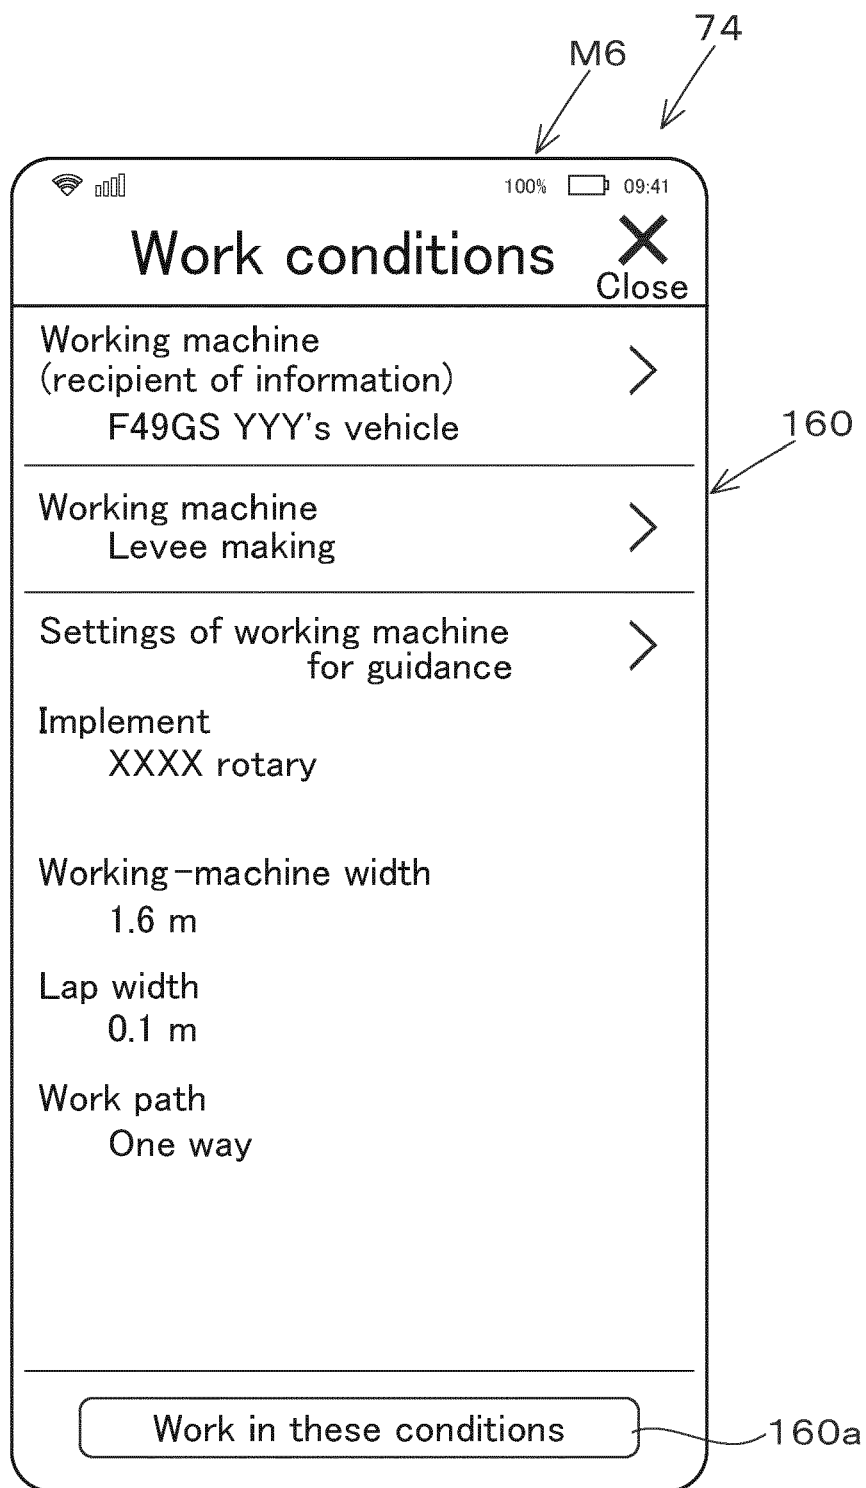 74
M6
100%
09:41
Work conditions
Close
Working machine
(recipient of information)
F49GS YYY's vehicle
160
Working machine
Levee making
Settings of working machine
for guidance
Implement
XXXX rotary
Working-machine width
1.6 m
Lap width
0.1 m
Work path
One way
Work in these conditions
160a